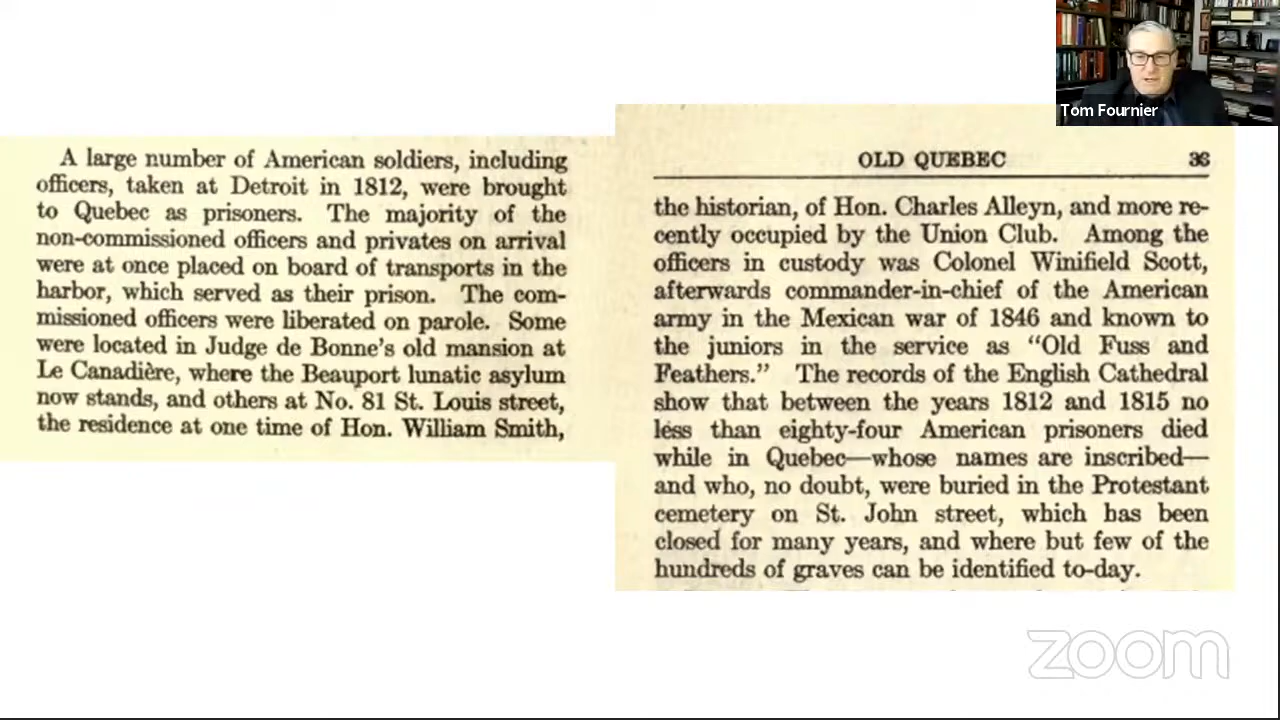 Tom Fournier
A large number of American soldiers, including
officers, taken at Detroit in 1812, were brought
to Quebec as prisoners. The majority of the
non-commissioned officers and privates on arrival
were at once placed on board of transports in the
harbor, which served as their prison. The com-
missioned officers were liberated on parole. Some
were located in Judge de Bonne's old mansion at
Le Canadière, where the Beauport lunatic asylum
now stands, and others at No. 81 St. Louis street,
the residence at one time of Hon. William Smith,
OLD QUEBEC 36
the historian, of Hon. Charles Alleyn, and more re-
cently occupied by the Union Club. Among the
officers in custody was Colonel Winifield Scott,
afterwards commander-in-chief of the American
army in the Mexican war of 1846 and known to
the juniors in the service as "Old Fuss and
Feathers." The records of the English Cathedral
show that between the years 1812 and 1815 no
less than eighty-four American prisoners died
while in Quebec—whose names are inscribed—
and who, no doubt, were buried in the Protestant
cemetery on St. John street, which has been
closed for many years, and where but few of the
hundreds of graves can be identified to-day.
zoom